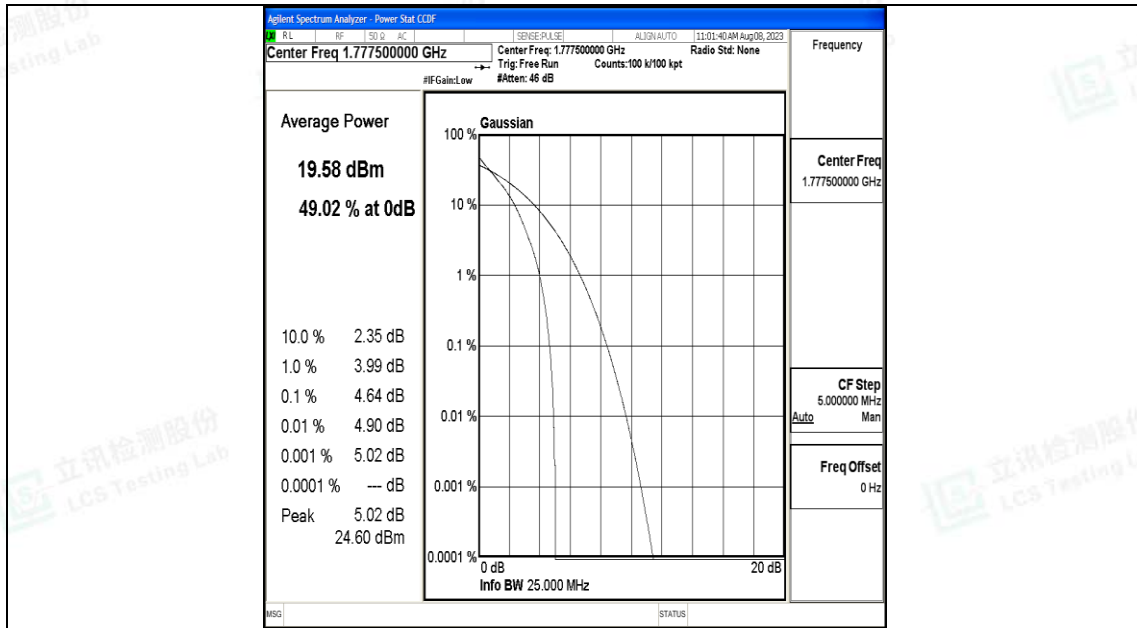 Agilent Spectrum Analyzer - Power Stat CCDF
LXI RL RF 50 Ω AC SENSE:PULSE ALIGN AUTO 11:01:40 AM Aug 08, 2023
Center Freq 1.777500000 GHz
Center Freq: 1.777500000 GHz Radio Std: None
Trig: Free Run Counts:100 k/100 kpt
#IFGain:Low #Atten: 46 dB
Frequency
Average Power
19.58 dBm
49.02 % at 0dB
10.0 % 2.35 dB
1.0 % 3.99 dB
0.1 % 4.64 dB
0.01 % 4.90 dB
0.001 % 5.02 dB
0.0001 % --- dB
Peak 5.02 dB
24.60 dBm
Gaussian
100 %
10 %
1 %
0.1 %
0.01 %
0.001 %
0.0001 %
0 dB 20 dB
Info BW 25.000 MHz
Center Freq
1.777500000 GHz
CF Step
5.000000 MHz
Auto Man
Freq Offset
0 Hz
MSG STATUS
立讯检测股份
LCS Testing Lab
立讯检测股份